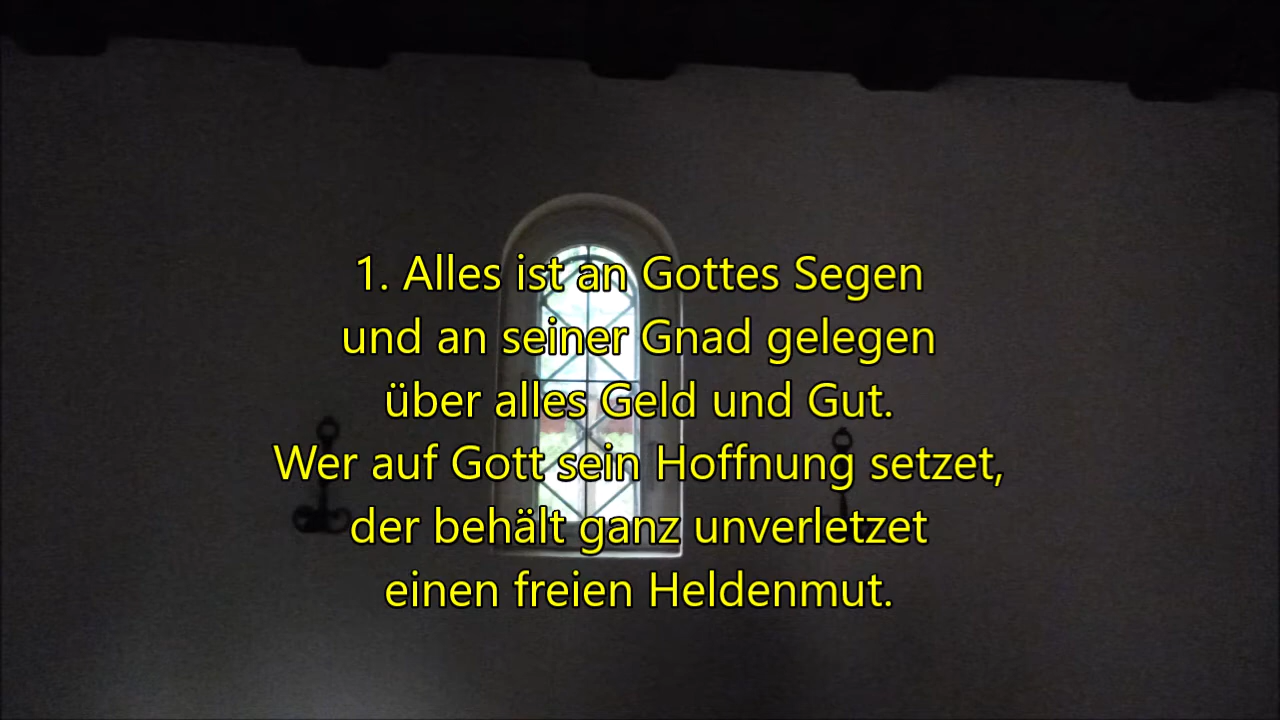 1. Alles ist an Gottes Segen
und an seiner Gnad gelegen
über alles Geld und Gut.
Wer auf Gott sein Hoffnung setzet,
der behält ganz unverletzet
einen freien Heldenmut.